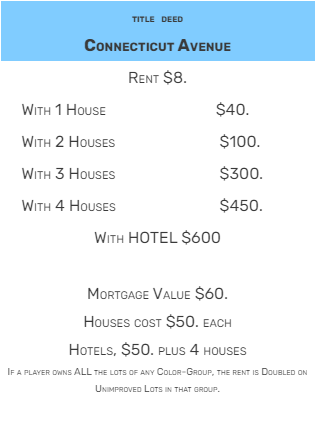 TITLE DEED
CONNECTICUT AVENUE
RENT $8.
WITH 1 HOUSE $40.
WITH 2 HOUSES $100.
WITH 3 HOUSES $300.
WITH 4 HOUSES $450.
WITH HOTEL $600
MORTGAGE VALUE $60.
HOUSES COST $50. EACH
HOTELS, $50. PLUS 4 HOUSES
IF A PLAYER OWNS ALL THE LOTS OF ANY COLOR-GROUP, THE RENT IS DOUBLED ON
UNIMPROVED LOTS IN THAT GROUP.